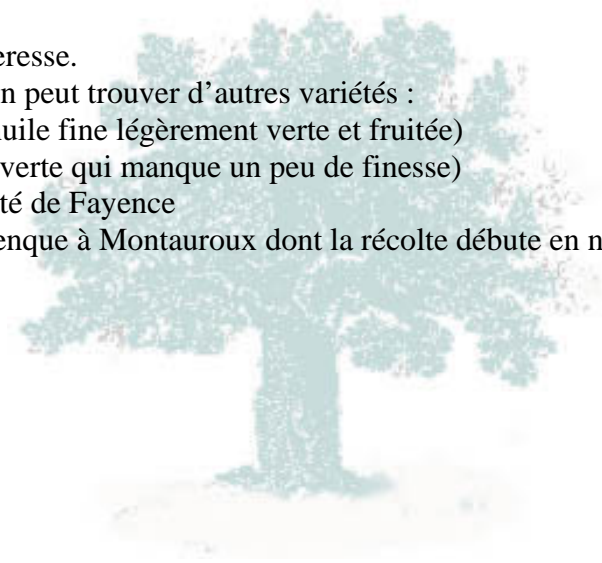 eresse.
n peut trouver d'autres variétés :
uile fine légèrement verte et fruitée)
verte qui manque un peu de finesse)
té de Fayence
enque à Montauroux dont la récolte débute en n